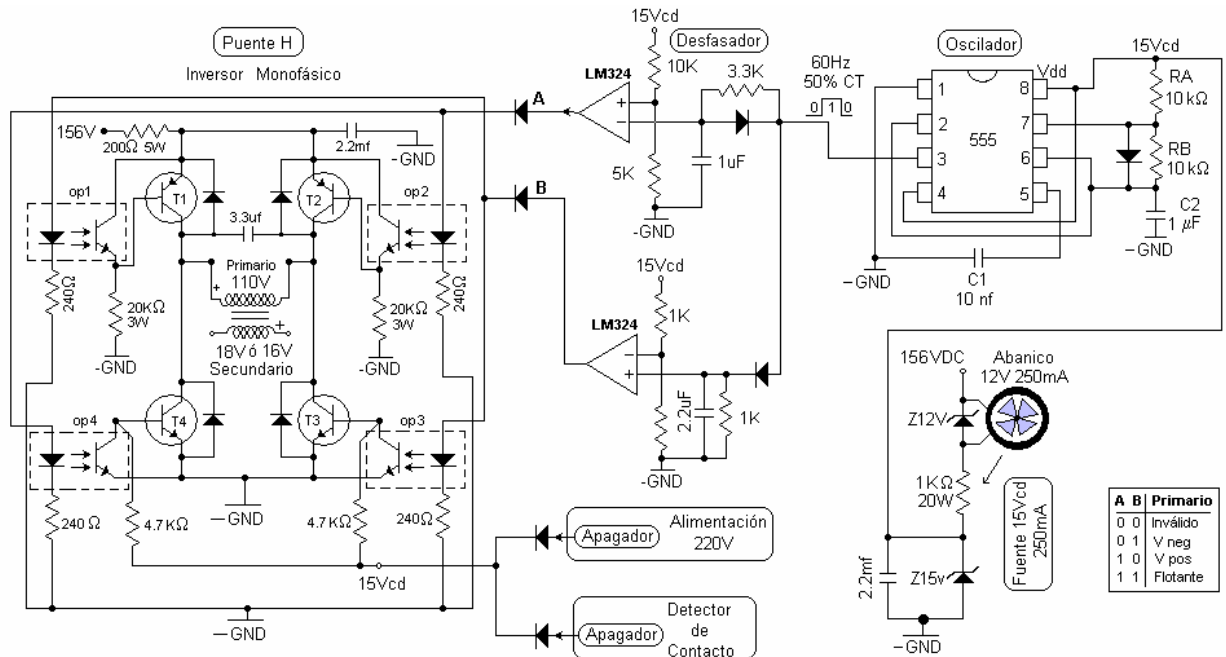 Puente H
Inversor Monofásico
156V
200Ω 5W
2.2mf
-GND
op1
T1
T2
op2
3.3uf
240Ω
20KΩ
3W
-GND
Primario
110V
+
+
18V ó 16V
Secundario
20KΩ
3W
-GND
240Ω
op4
T4
T3
op3
-GND
240 Ω
4.7KΩ
4.7KΩ
240Ω
15Vcd
-GND
A
B
15Vcd
Desfasador
LM324
10K
3.3K
+
-
5K
1uF
-GND
60Hz
50% CT
0 1 0
15Vcd
LM324
1K
-
+
2.2uF
1K
-GND
Apagador
Alimentación
220V
Apagador
Detector
de
Contacto
Oscilador
15Vcd
Vdd
1 8
2 7
555
3 6
4 5
RA
10 kΩ
RB
10 kΩ
C2
1 µF
-GND
-GND
C1
10 nf
156VDC
Abanico
12V 250mA
Z12V
1KΩ
20W
Fuente 15Vcd
250mA
2.2mf
Z15v
-GND
A B Primario
0 0 Inválido
0 1 V neg
1 0 V pos
1 1 Flotante